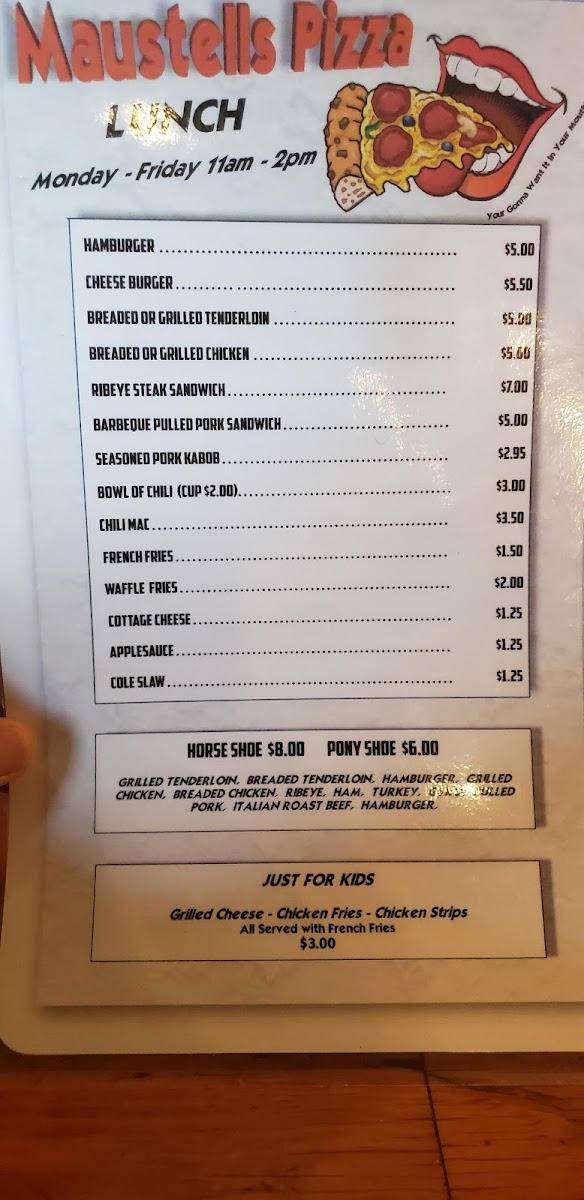 Maustells Pizza
LUNCH
Monday - Friday 11am - 2pm
Your Gonna Want It In Your Mouth
HAMBURGER ........................................................ $5.00
CHEESE BURGER .................................................. $5.50
BREADED OR GRILLED TENDERLOIN ................................... $5.00
BREADED OR GRILLED CHICKEN ..................................... $5.00
RIBEYE STEAK SANDWICH .......................................... $7.00
BARBEQUE PULLED PORK SANDWICH .................................. $5.00
SEASONED PORK KABOB ............................................ $2.95
BOWL OF CHILI (CUP $2.00) ...................................... $3.00
CHILI MAC ...................................................... $3.50
FRENCH FRIES ................................................... $1.50
WAFFLE FRIES ................................................... $2.00
COTTAGE CHEESE ................................................. $1.25
APPLESAUCE ..................................................... $1.25
COLE SLAW ...................................................... $1.25
HORSE SHOE $8.00 PONY SHOE $6.00
GRILLED TENDERLOIN, BREADED TENDERLOIN, HAMBURGER, GRILLED
CHICKEN, BREADED CHICKEN, RIBEYE, HAM, TURKEY, PULLED
PORK, ITALIAN ROAST BEEF, HAMBURGER.
JUST FOR KIDS
Grilled Cheese - Chicken Fries - Chicken Strips
All Served with French Fries
$3.00